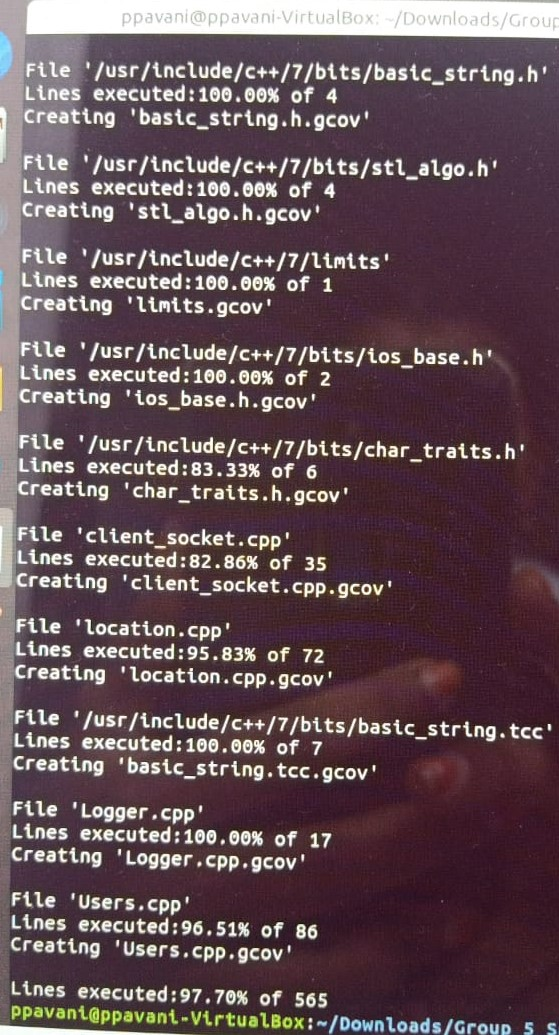 ppavani@ppavani-VirtualBox: ~/Downloads/Group
File '/usr/include/c++/7/bits/basic_string.h'
Lines executed:100.00% of 4
Creating 'basic_string.h.gcov'
File '/usr/include/c++/7/bits/stl_algo.h'
Lines executed:100.00% of 4
Creating 'stl_algo.h.gcov'
File '/usr/include/c++/7/limits'
Lines executed:100.00% of 1
Creating 'limits.gcov'
File '/usr/include/c++/7/bits/ios_base.h'
Lines executed:100.00% of 2
Creating 'ios_base.h.gcov'
File '/usr/include/c++/7/bits/char_traits.h'
Lines executed:83.33% of 6
Creating 'char_traits.h.gcov'
File 'client_socket.cpp'
Lines executed:82.86% of 35
Creating 'client_socket.cpp.gcov'
File 'location.cpp'
Lines executed:95.83% of 72
Creating 'location.cpp.gcov'
File '/usr/include/c++/7/bits/basic_string.tcc'
Lines executed:100.00% of 7
Creating 'basic_string.tcc.gcov'
File 'Logger.cpp'
Lines executed:100.00% of 17
Creating 'Logger.cpp.gcov'
File 'Users.cpp'
Lines executed:96.51% of 86
Creating 'Users.cpp.gcov'
Lines executed:97.70% of 565
ppavani@ppavani-VirtualBox:~/Downloads/Group_5